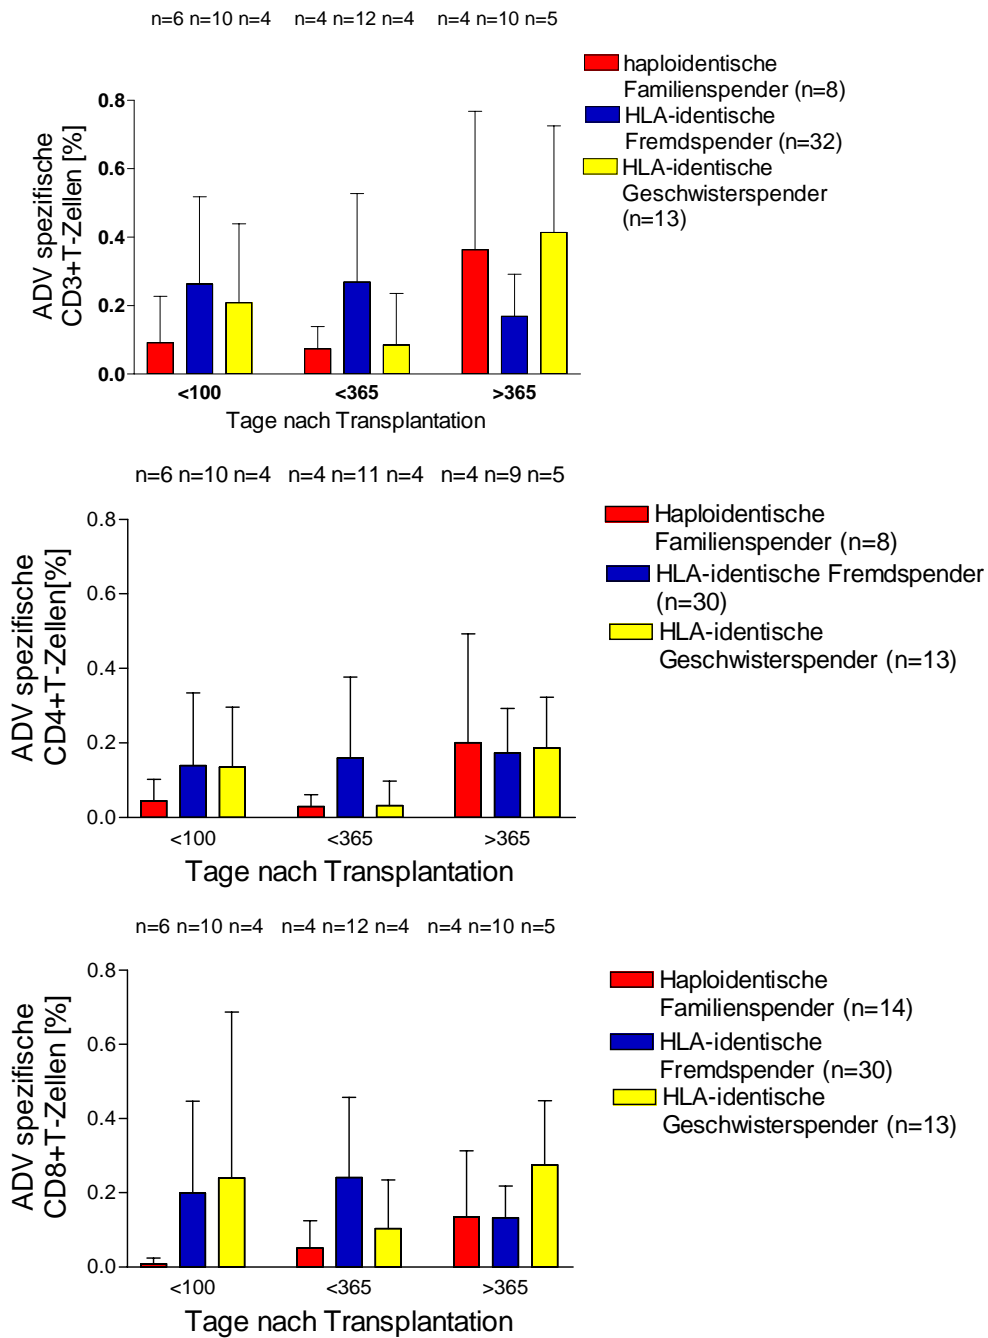 n=6 n=10 n=4 n=4 n=12 n=4 n=4 n=10 n=5
haploidentische
Familienspender (n=8)
HLA-identische
Fremdspender (n=32)
HLA-identische
Geschwisterspender
(n=13)
ADV spezifische
CD3+T-Zellen [%]
0.8
0.6
0.4
0.2
0.0
<100 <365 >365
Tage nach Transplantation
n=6 n=10 n=4 n=4 n=11 n=4 n=4 n=9 n=5
Haploidentische
Familienspender (n=8)
HLA-identische Fremdspender
(n=30)
HLA-identische
Geschwisterspender (n=13)
ADV spezifische
CD4+T-Zellen[%]
0.8
0.6
0.4
0.2
0.0
<100 <365 >365
Tage nach Transplantation
n=6 n=10 n=4 n=4 n=12 n=4 n=4 n=10 n=5
Haploidentische
Familienspender (n=14)
HLA-identische
Fremdspender (n=30)
HLA-identische
Geschwisterspender (n=13)
ADV spezifische
CD8+T-Zellen [%]
0.8
0.6
0.4
0.2
0.0
<100 <365 >365
Tage nach Transplantation